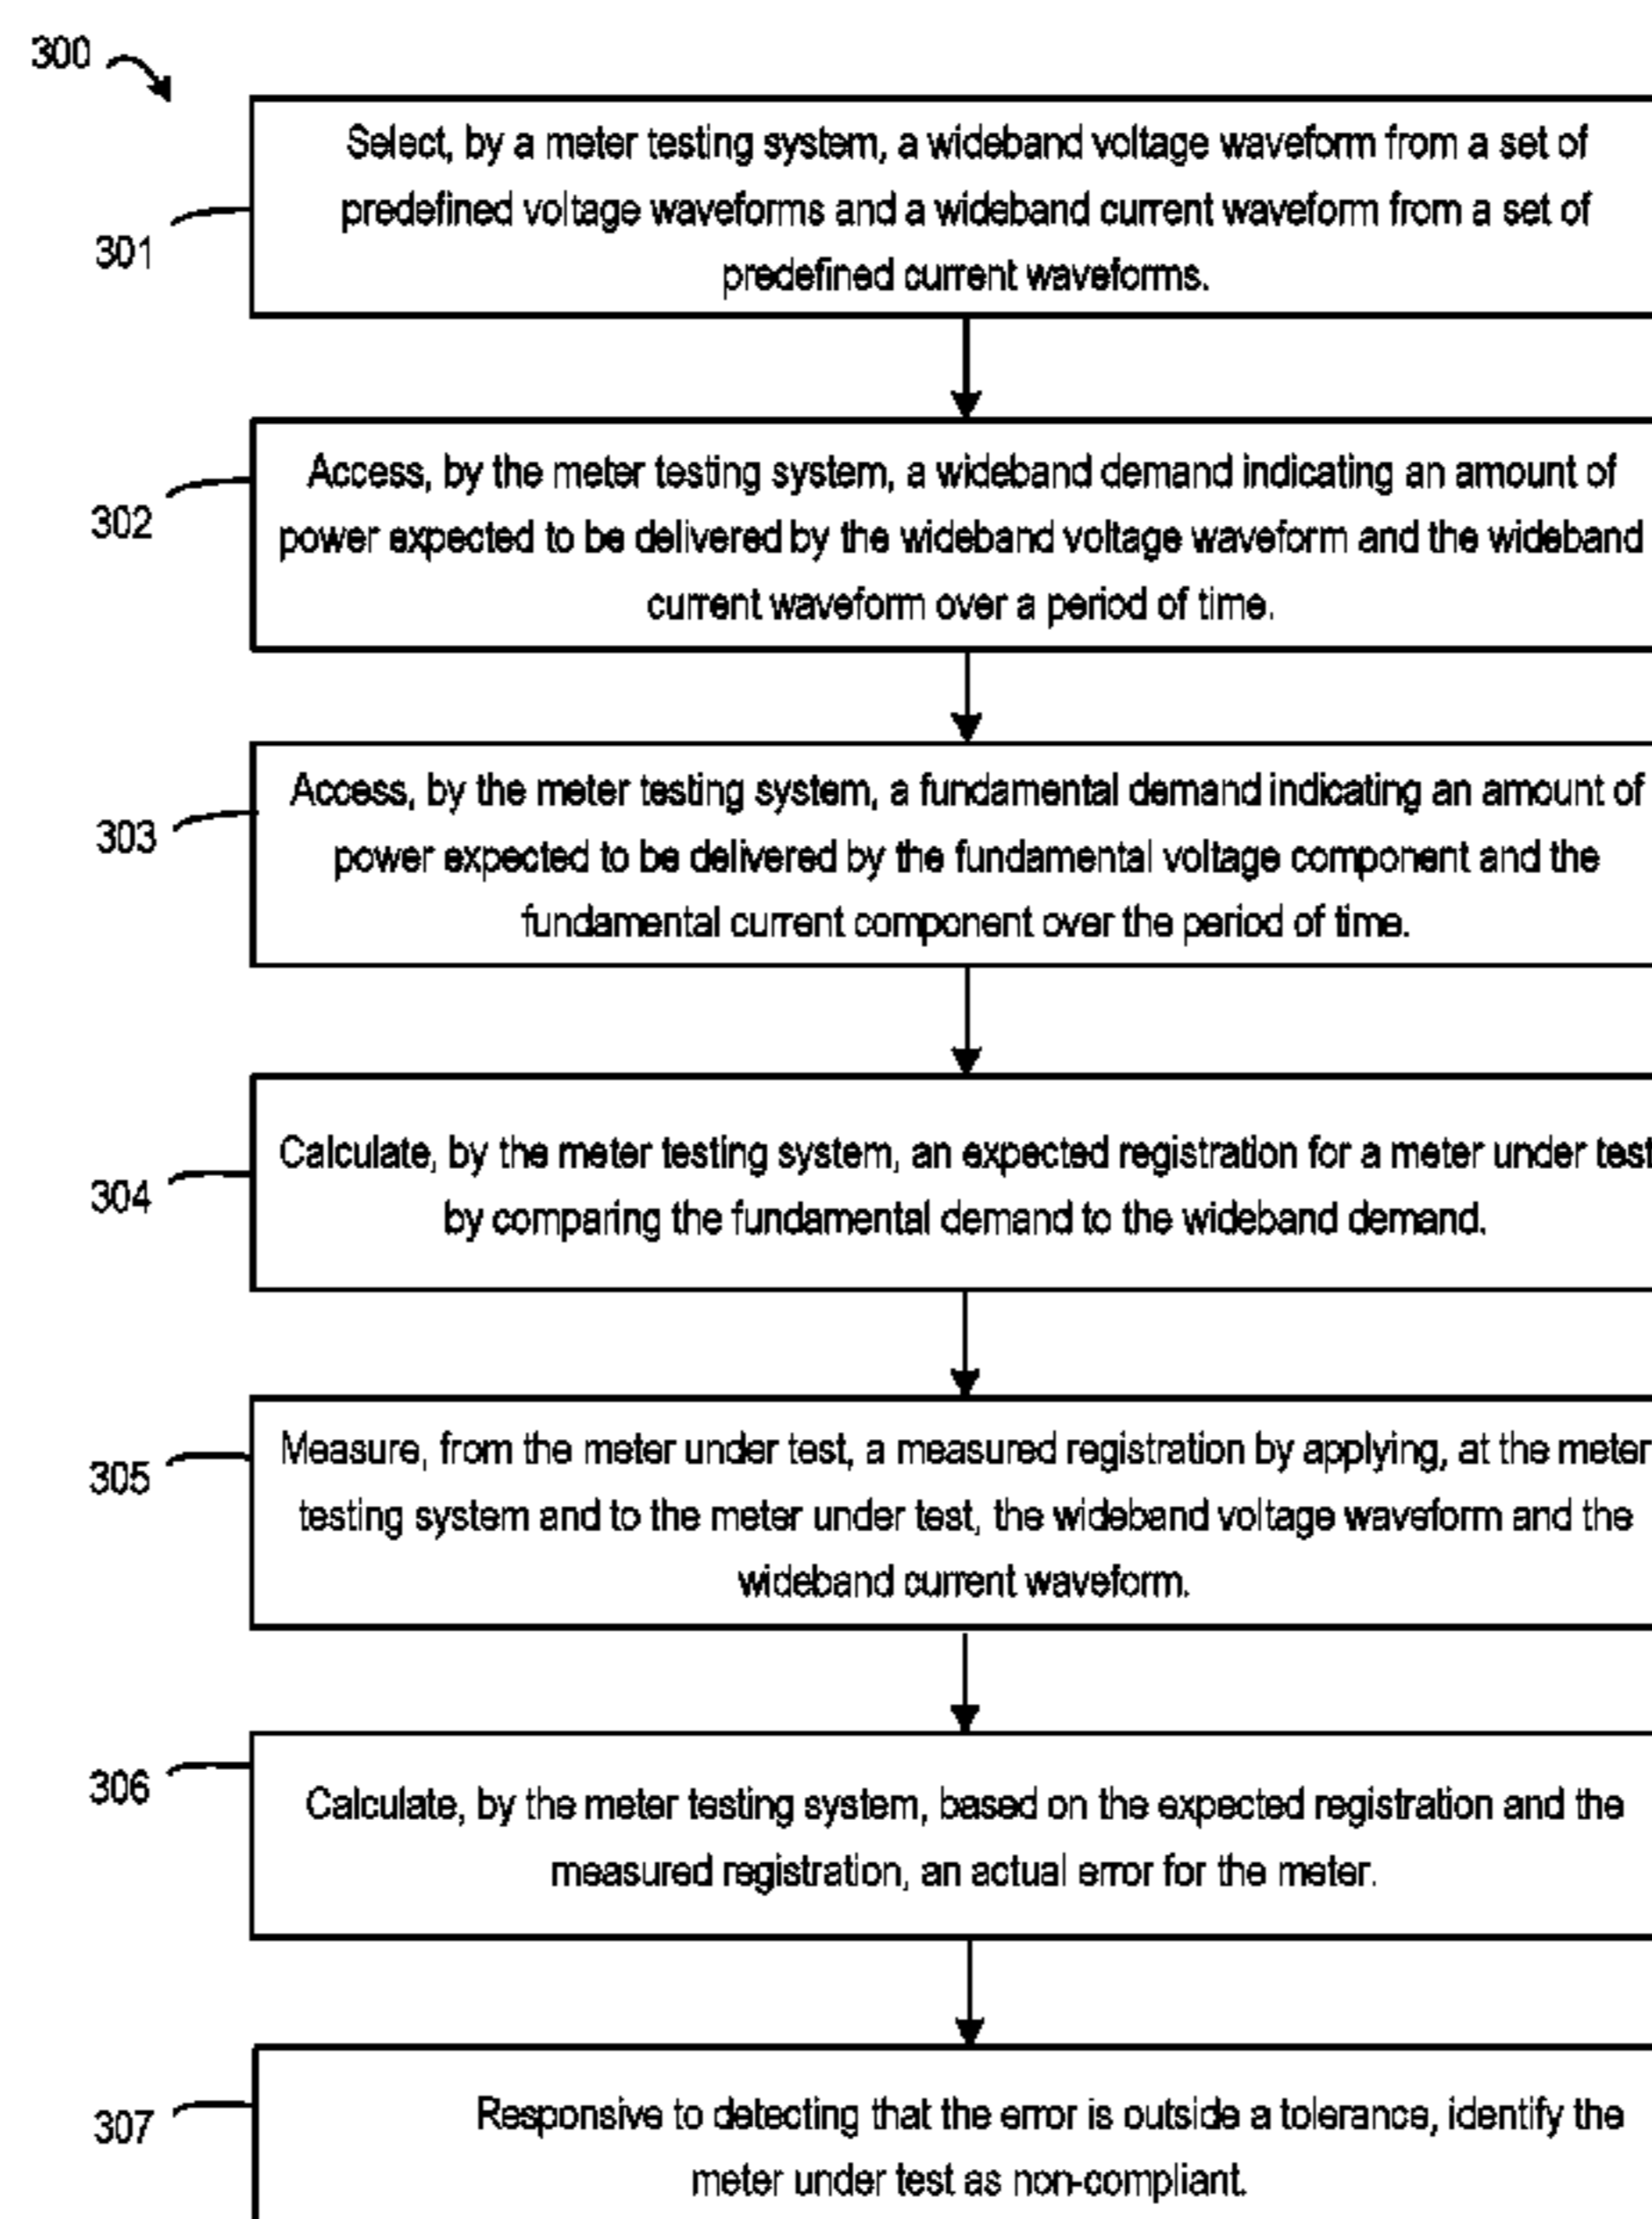 300
Select, by a meter testing system, a wideband voltage waveform from a set of
predefined voltage waveforms and a wideband current waveform from a set of
predefined current waveforms.
301
Access, by the meter testing system, a wideband demand indicating an amount of
power expected to be delivered by the wideband voltage waveform and the wideband
current waveform over a period of time.
302
Access, by the meter testing system, a fundamental demand indicating an amount of
power expected to be delivered by the fundamental voltage component and the
fundamental current component over the period of time.
303
Calculate, by the meter testing system, an expected registration for a meter under test
by comparing the fundamental demand to the wideband demand.
304
Measure, from the meter under test, a measured registration by applying, at the meter
testing system and to the meter under test, the wideband voltage waveform and the
wideband current waveform.
305
Calculate, by the meter testing system, based on the expected registration and the
measured registration, an actual error for the meter.
306
Responsive to detecting that the error is outside a tolerance, identify the
meter under test as non-compliant.
307